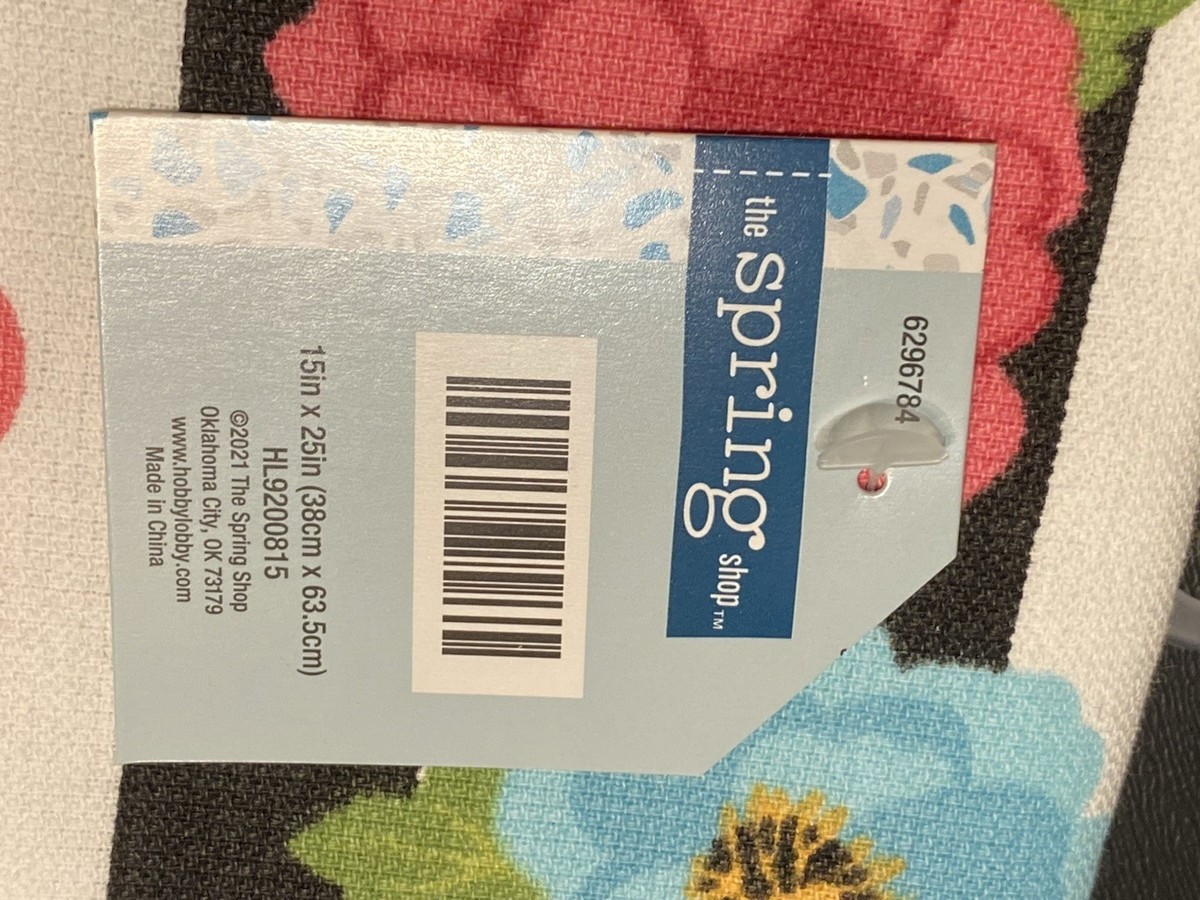 6296784
the spring shop™
15in x 25in (38cm x 63.5cm)
HL9200815
©2021 The Spring Shop
Oklahoma City, OK 73179
www.hobbylobby.com
Made in China